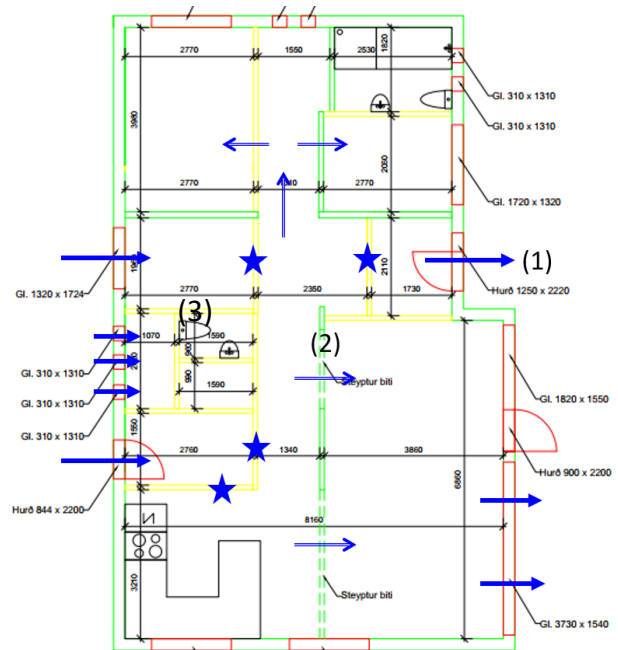 2770
1550
2530
1820
Gl. 310 x 1310
Gl. 310 x 1310
3980
2770
2770
Gl. 1720 x 1320
(1)
2110
Gl. 1320 x 1724
2770
2350
1730
Hurð 1250 x 2220
(3)
1070
1590
(2)
Gl. 310 x 1310
Steyptur biti
Gl. 310 x 1310
990
1590
Gl. 1820 x 1550
Gl. 310 x 1310
1550
2760
1340
3860
6860
Hurð 844 x 2200
Hurð 900 x 2200
8160
3210
Steyptur biti
Gl. 3730 x 1540